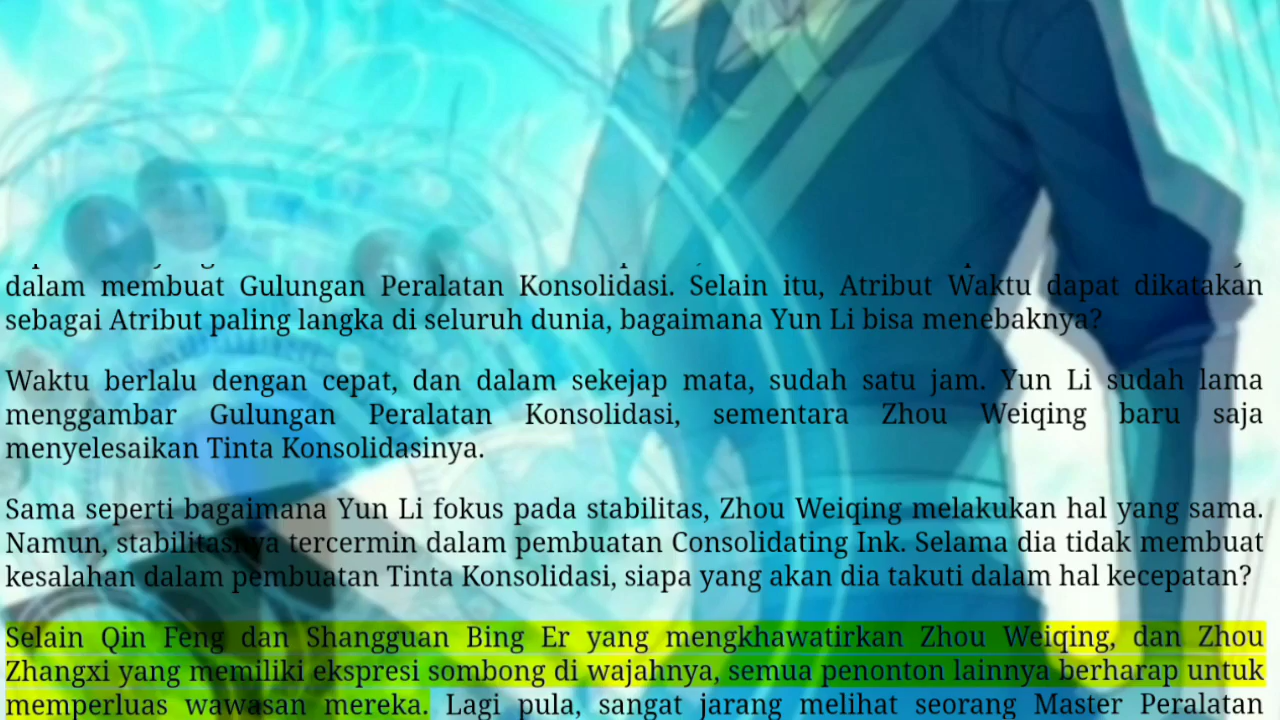 dalam membuat Gulungan Peralatan Konsolidasi. Selain itu, Atribut Waktu dapat dikatakan
sebagai Atribut paling langka di seluruh dunia, bagaimana Yun Li bisa menebaknya?
Waktu berlalu dengan cepat, dan dalam sekejap mata, sudah satu jam. Yun Li sudah lama
menggambar Gulungan Peralatan Konsolidasi, sementara Zhou Weiqing baru saja
menyelesaikan Tinta Konsolidasinya.
Sama seperti bagaimana Yun Li fokus pada stabilitas, Zhou Weiqing melakukan hal yang sama.
Namun, stabilitasnya tercermin dalam pembuatan Consolidating Ink. Selama dia tidak membuat
kesalahan dalam pembuatan Tinta Konsolidasi, siapa yang akan dia takuti dalam hal kecepatan?
Selain Qin Feng dan Shangguan Bing Er yang mengkhawatirkan Zhou Weiqing, dan Zhou
Zhangxi yang memiliki ekspresi sombong di wajahnya, semua penonton lainnya berharap untuk
memperluas wawasan mereka. Lagi pula, sangat jarang melihat seorang Master Peralatan